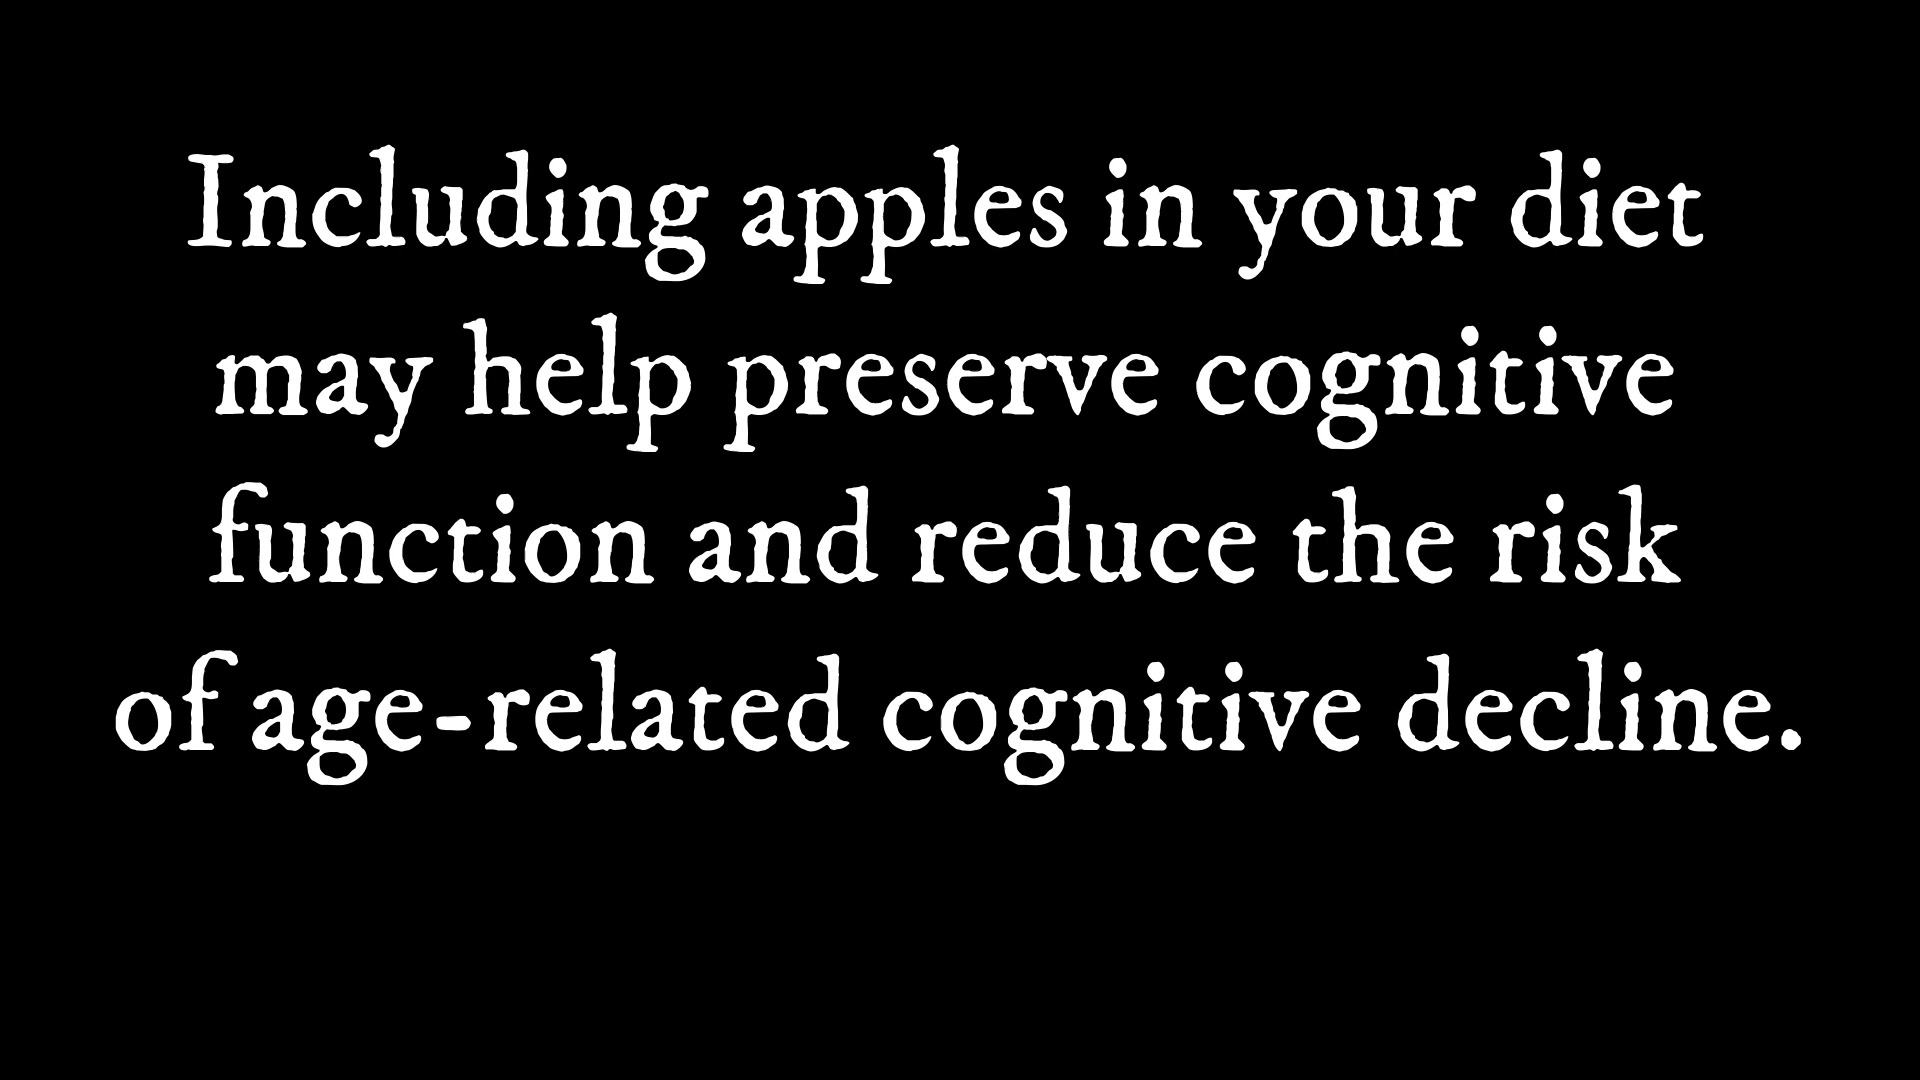 Including apples in your diet
may help preserve cognitive
function and reduce the risk
of age-related cognitive decline.